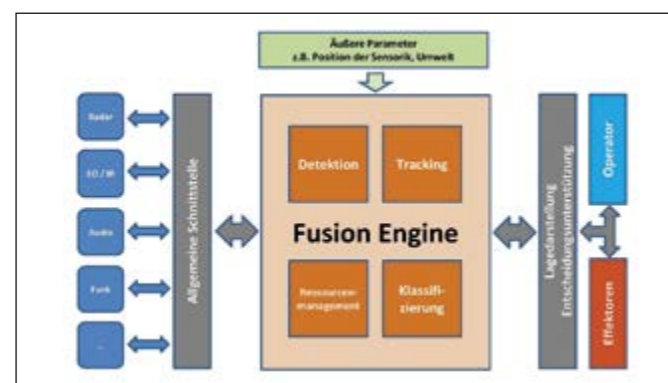 Äußere Parameter
z.B. Position der Sensorik, Umwelt
Radar
EO / IR
Audio
Funk
...
Allgemeine Schnittstelle
Detektion
Tracking
Fusion Engine
Ressourcen-
management
Klassifi-
zierung
Lagedarstellung
Entscheidungsunterstützung
Operator
Effektoren